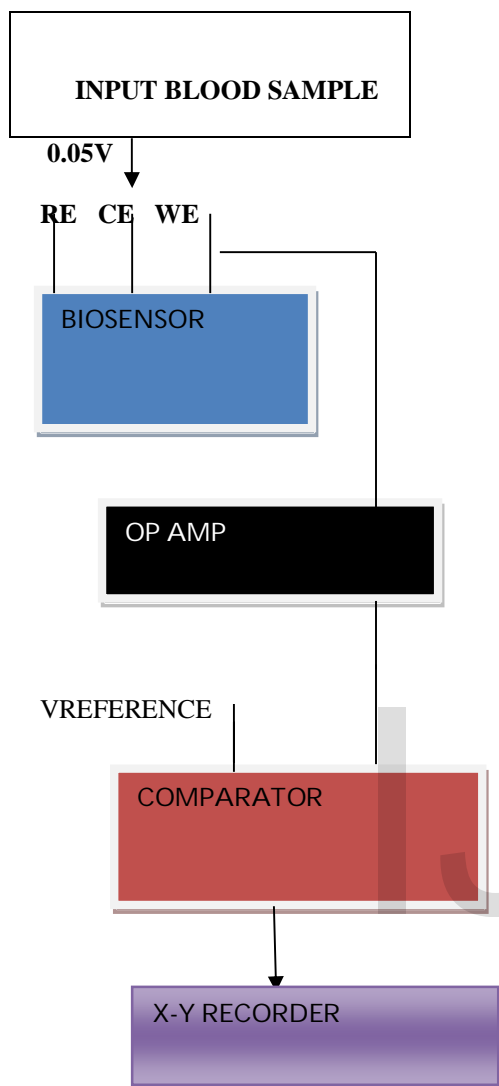 INPUT BLOOD SAMPLE
0.05V
RE CE WE
BIOSENSOR
OP AMP
VREFERENCE
COMPARATOR
X-Y RECORDER